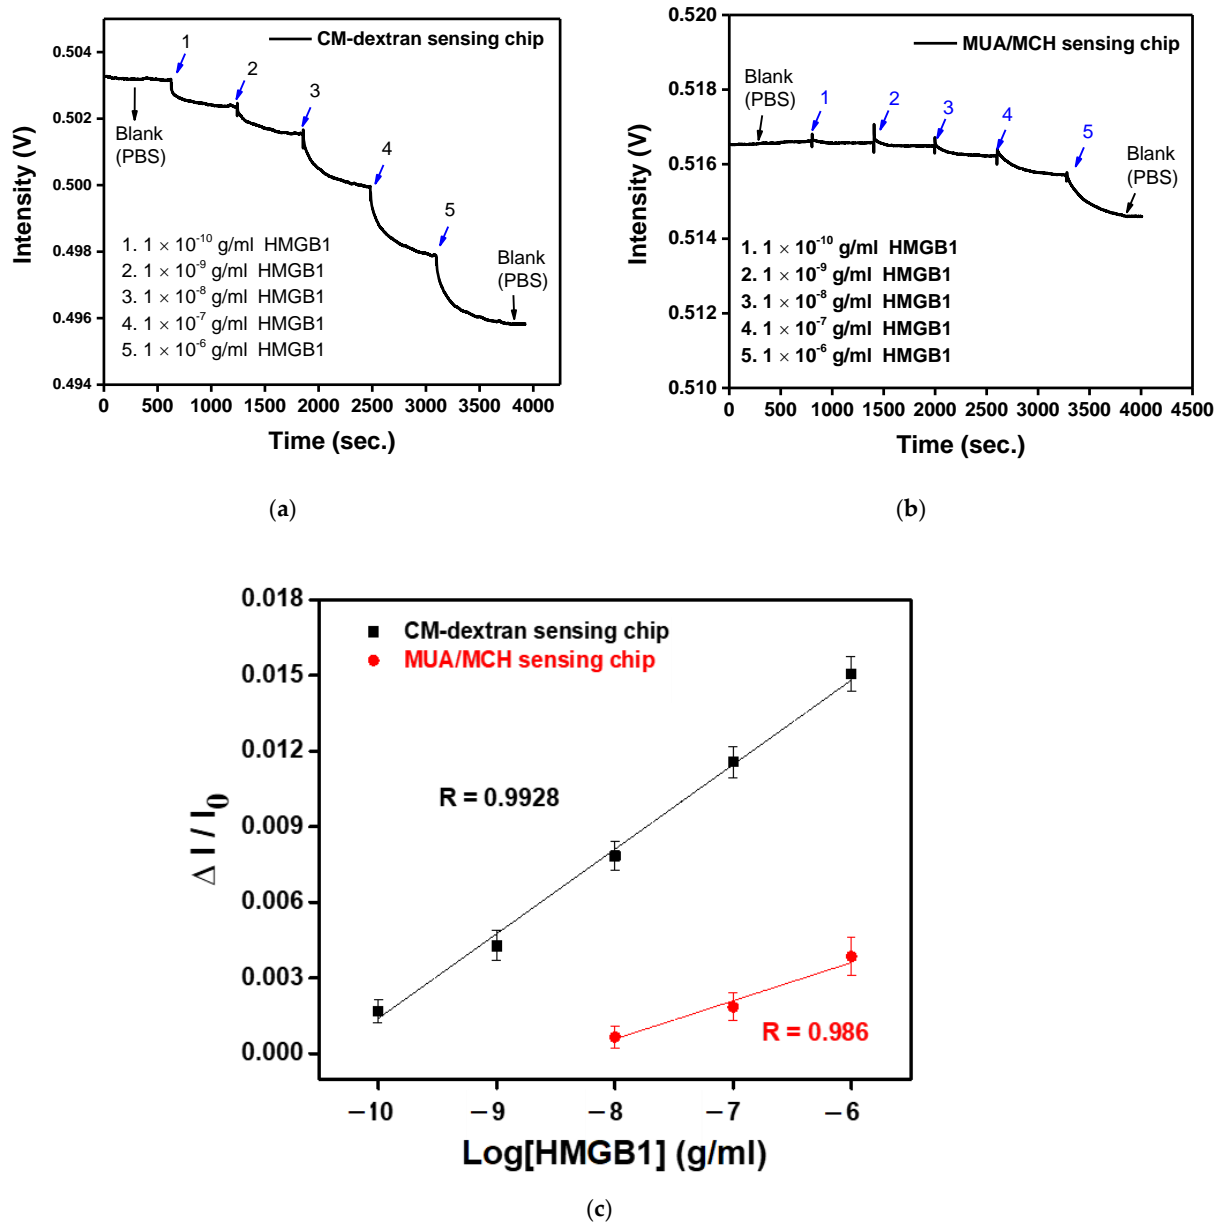 CM-dextran sensing chip
0.504
0.502
0.500
0.498
0.496
0.494
Intensity (V)
1
2
3
4
5
Blank
(PBS)
Blank
(PBS)
1. 1 × 10-10 g/ml HMGB1
2. 1 × 10-9 g/ml HMGB1
3. 1 × 10-8 g/ml HMGB1
4. 1 × 10-7 g/ml HMGB1
5. 1 × 10-6 g/ml HMGB1
0 500 1000 1500 2000 2500 3000 3500 4000
Time (sec.)
(a)
MUA/MCH sensing chip
0.520
0.518
0.516
0.514
0.512
0.510
Intensity (V)
Blank
(PBS)
1
2
3
4
5
Blank
(PBS)
1. 1 × 10-10 g/ml HMGB1
2. 1 × 10-9 g/ml HMGB1
3. 1 × 10-8 g/ml HMGB1
4. 1 × 10-7 g/ml HMGB1
5. 1 × 10-6 g/ml HMGB1
0 500 1000 1500 2000 2500 3000 3500 4000 4500
Time (sec.)
(b)
0.018
0.015
0.012
0.009
0.006
0.003
0.000
Δ I / I0
CM-dextran sensing chip
MUA/MCH sensing chip
R = 0.9928
R = 0.986
−10 −9 −8 −7 −6
Log[HMGB1] (g/ml)
(c)